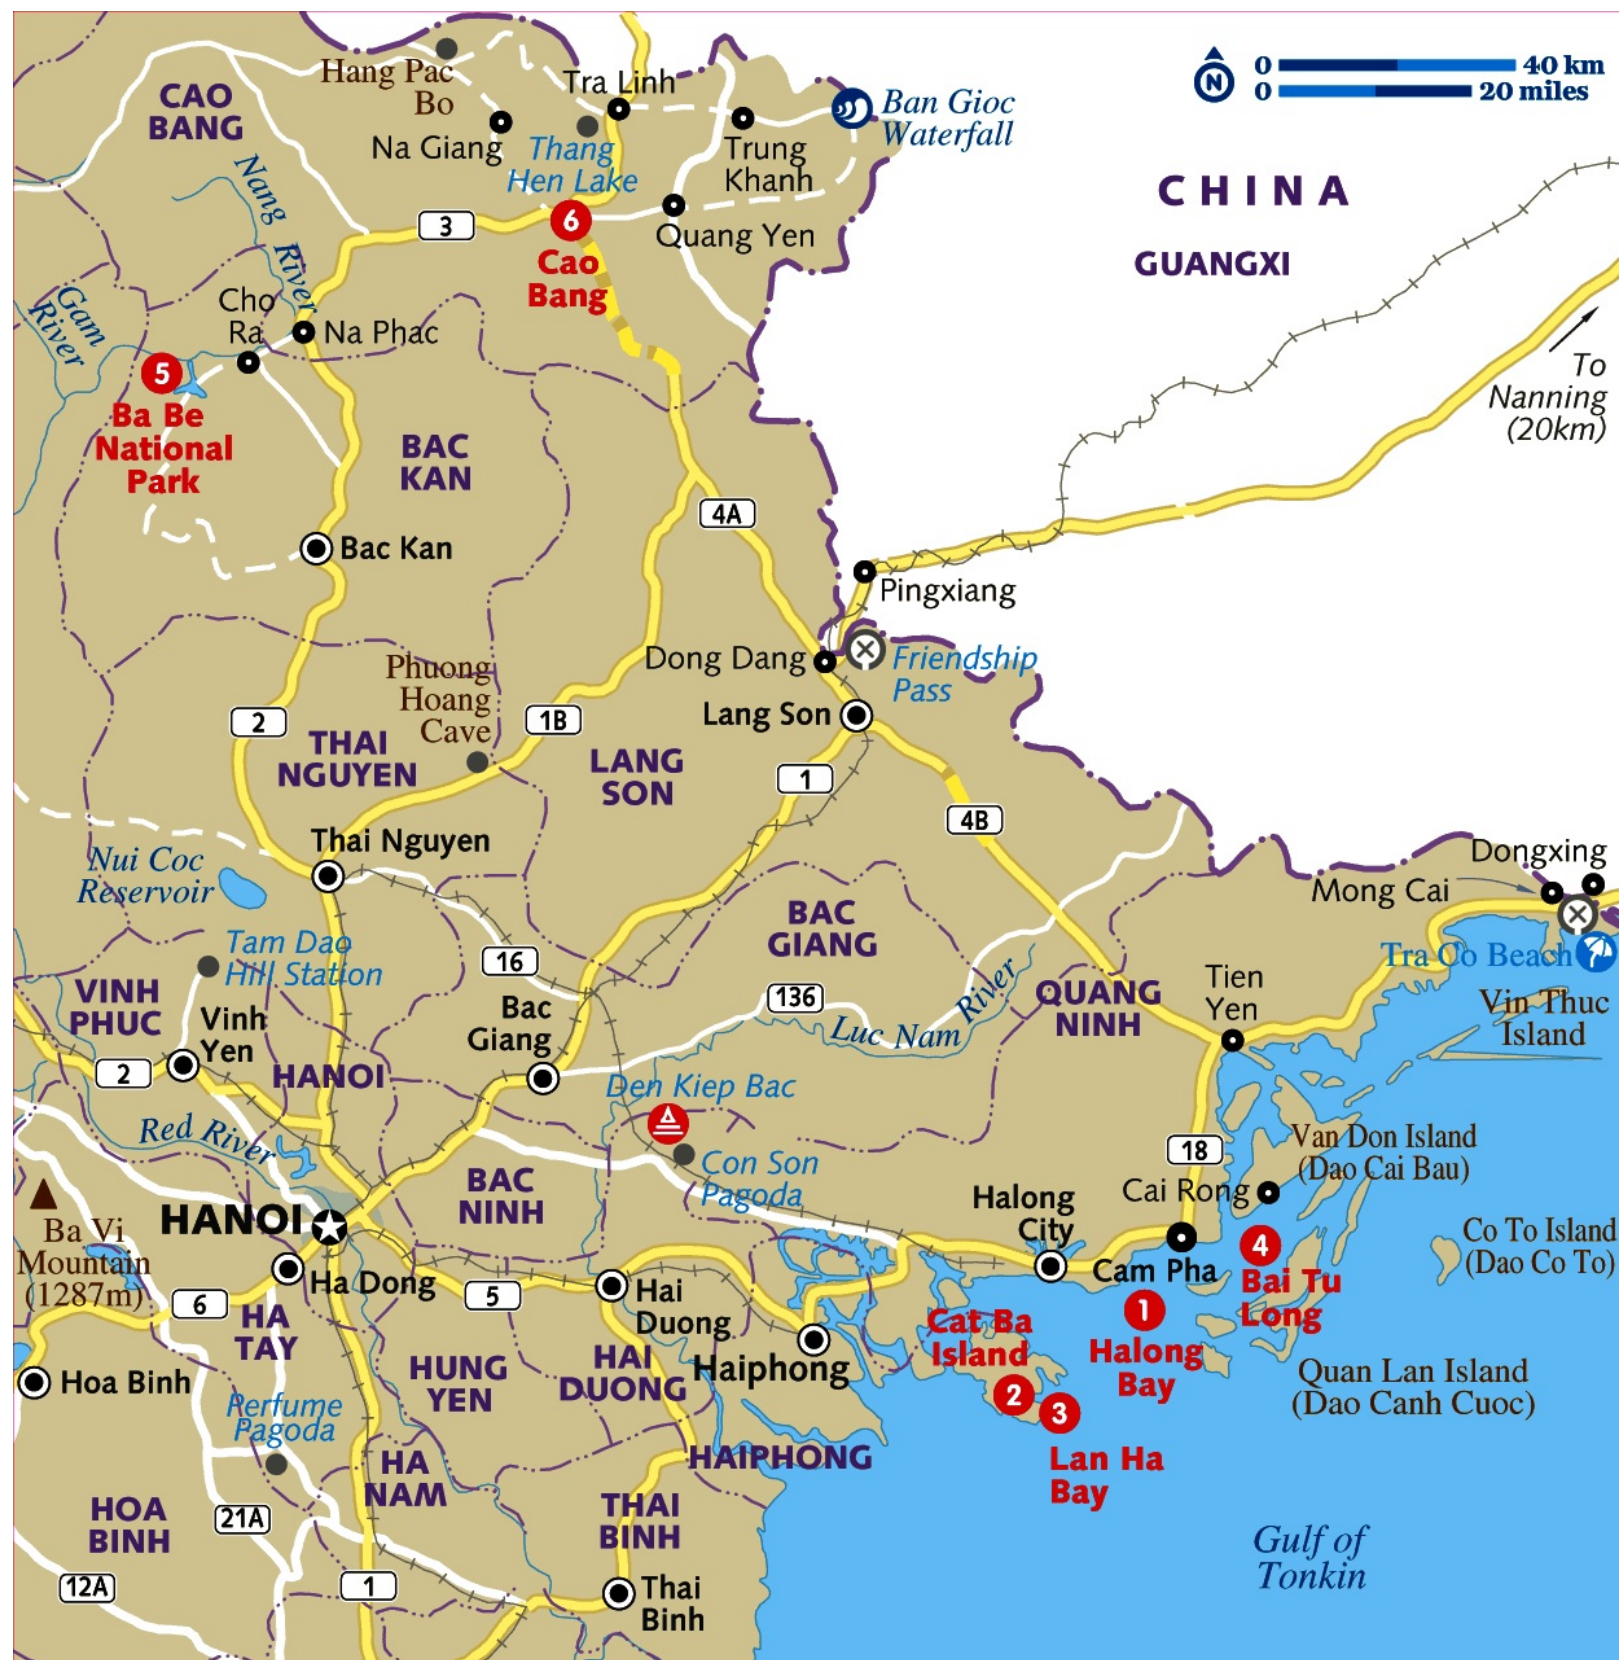 Hang Pac
Bo
Tra Linh
0 40 km
0 20 miles
N
CAO
BANG
Na Giang
Thang
Hen Lake
Trung
Khanh
Ban Gioc
Waterfall
CHINA
GUANGXI
Nang River
3
6
Cao
Bang
Quang Yen
Gam
River
Cho
Ra
Na Phac
5
Ba Be
National
Park
BAC
KAN
To
Nanning
(20km)
4A
Bac Kan
Pingxiang
Phuong
Hoang
Cave
Dong Dang
Friendship
Pass
Lang Son
2
1B
THAI
NGUYEN
LANG
SON
1
4B
Thai Nguyen
Nui Coc
Reservoir
Dongxing
Mong Cai
BAC
GIANG
Tam Dao
Hill Station
16
Tra Co Beach
VINH
PHUC
Vinh
Yen
Bac
Giang
136
Luc Nam River
QUANG
NINH
Tien
Yen
Vin Thuc
Island
2
HANOI
Den Kiep Bac
Red River
Con Son
Pagoda
18
Van Don Island
(Dao Cai Bau)
BAC
NINH
Cai Rong
Halong
City
HANOI
Ba Vi
Mountain
(1287m)
Ha Dong
Co To Island
(Dao Co To)
4
Bai Tu
Long
Cam Pha
6
5
Hai
Duong
HA
TAY
1
Halong
Bay
Cat Ba
Island
2
3
Lan Ha
Bay
Haiphong
HUNG
YEN
HAI
DUONG
Hoa Binh
Quan Lan Island
(Dao Canh Cuoc)
Perfume
Pagoda
HAIPHONG
HA
NAM
HOA
BINH
21A
THAI
BINH
Gulf of
Tonkin
12A
1
Thai
Binh